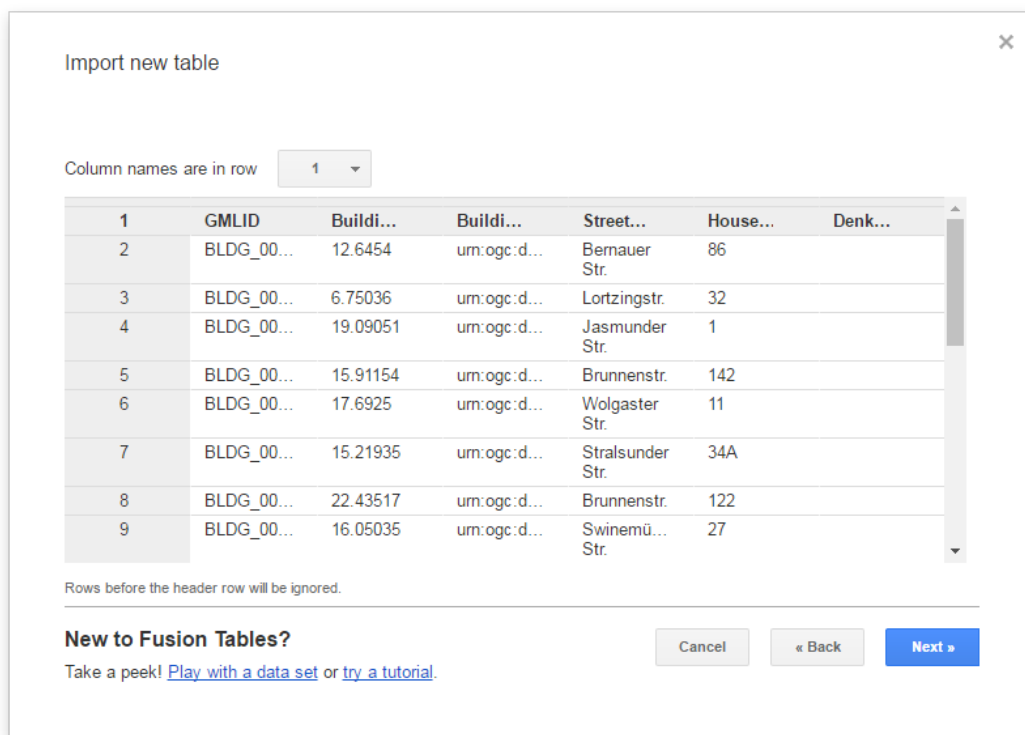 ×
Import new table
Column names are in row 1
1 GMLID Buildi... Buildi... Street... House... Denk...
2 BLDG_00... 12.6454 urn:ogc:d... Bernauer 86
Str.
3 BLDG_00... 6.75036 urn:ogc:d... Lortzingstr. 32
4 BLDG_00... 19.09051 urn:ogc:d... Jasmunder 1
Str.
5 BLDG_00... 15.91154 urn:ogc:d... Brunnenstr. 142
6 BLDG_00... 17.6925 urn:ogc:d... Wolgaster 11
Str.
7 BLDG_00... 15.21935 urn:ogc:d... Stralsunder 34A
Str.
8 BLDG_00... 22.43517 urn:ogc:d... Brunnenstr. 122
9 BLDG_00... 16.05035 urn:ogc:d... Swinemü... 27
Str.
Rows before the header row will be ignored.
New to Fusion Tables?
Take a peek! Play with a data set or try a tutorial.
Cancel « Back Next »